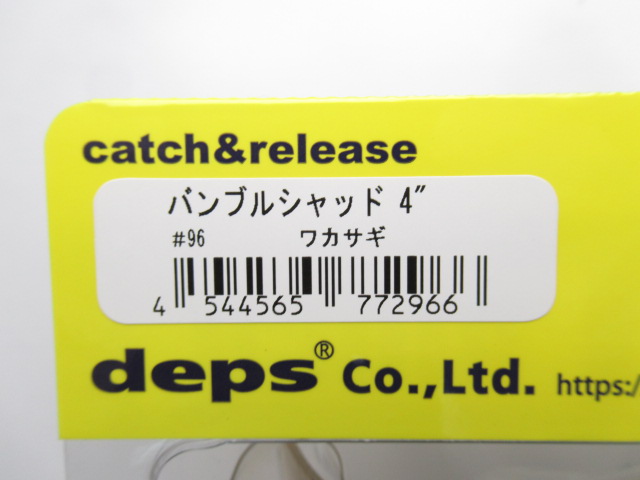 catch&release
バンブルシャッド 4"
#96 ワカサギ
4 544565 772966
deps® Co.,Ltd. https:/